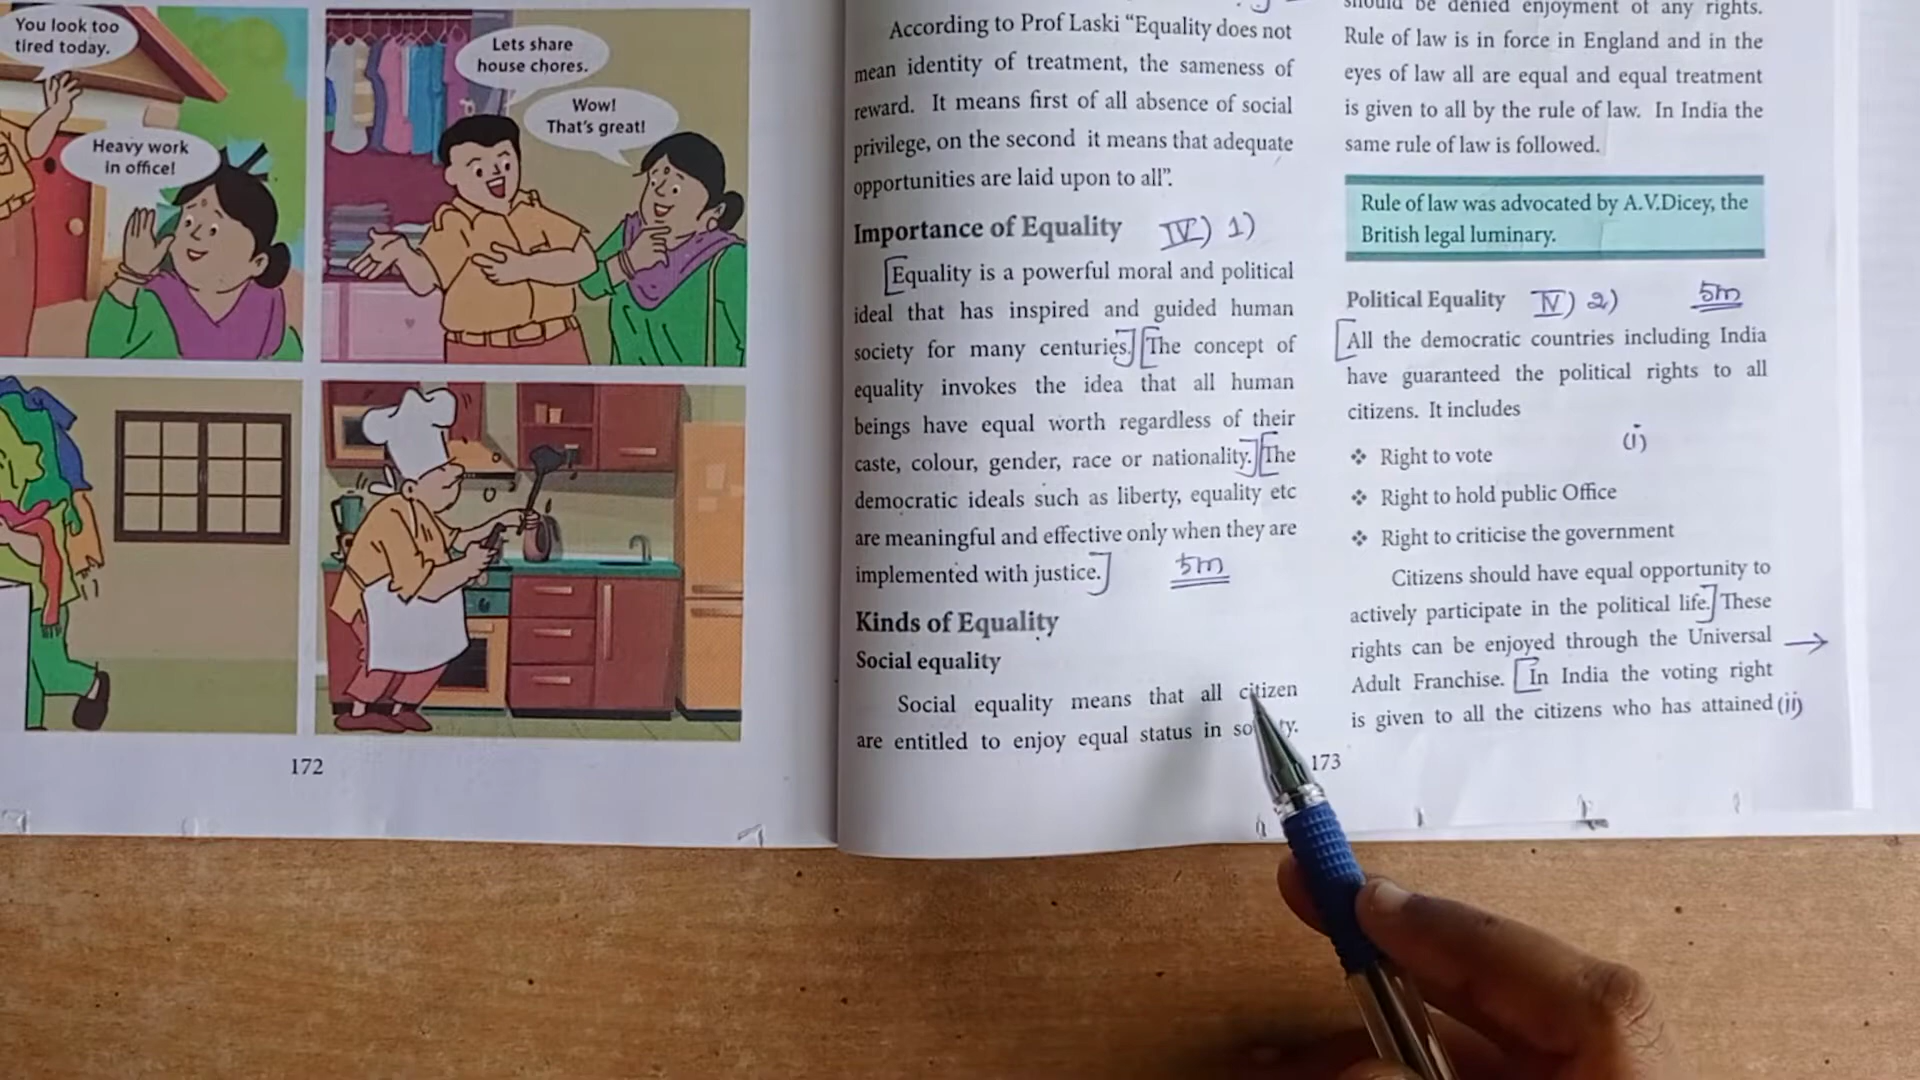 You look too
tired today.
Heavy work
in office!
Lets share
house chores.
Wow!
That's great!
172
According to Prof Laski “Equality does not
mean identity of treatment, the sameness of
reward. It means first of all absence of social
privilege, on the second it means that adequate
opportunities are laid upon to all”.
Importance of Equality IV) 1)
Equality is a powerful moral and political
ideal that has inspired and guided human
society for many centuries. The concept of
equality invokes the idea that all human
beings have equal worth regardless of their
caste, colour, gender, race or nationality. The
democratic ideals such as liberty, equality etc
are meaningful and effective only when they are
implemented with justice. 5m
Kinds of Equality
Social equality
Social equality means that all citizen
are entitled to enjoy equal status in
should be denied enjoyment of any rights.
Rule of law is in force in England and in the
eyes of law all are equal and equal treatment
is given to all by the rule of law. In India the
same rule of law is followed.
Rule of law was advocated by A.V.Dicey, the
British legal luminary.
Political Equality IV) 2) 5m
All the democratic countries including India
have guaranteed the political rights to all
citizens. It includes
(i)
❖ Right to vote
❖ Right to hold public Office
❖ Right to criticise the government
Citizens should have equal opportunity to
actively participate in the political life. These
rights can be enjoyed through the Universal →
Adult Franchise. In India the voting right
is given to all the citizens who has attained (ii)
173